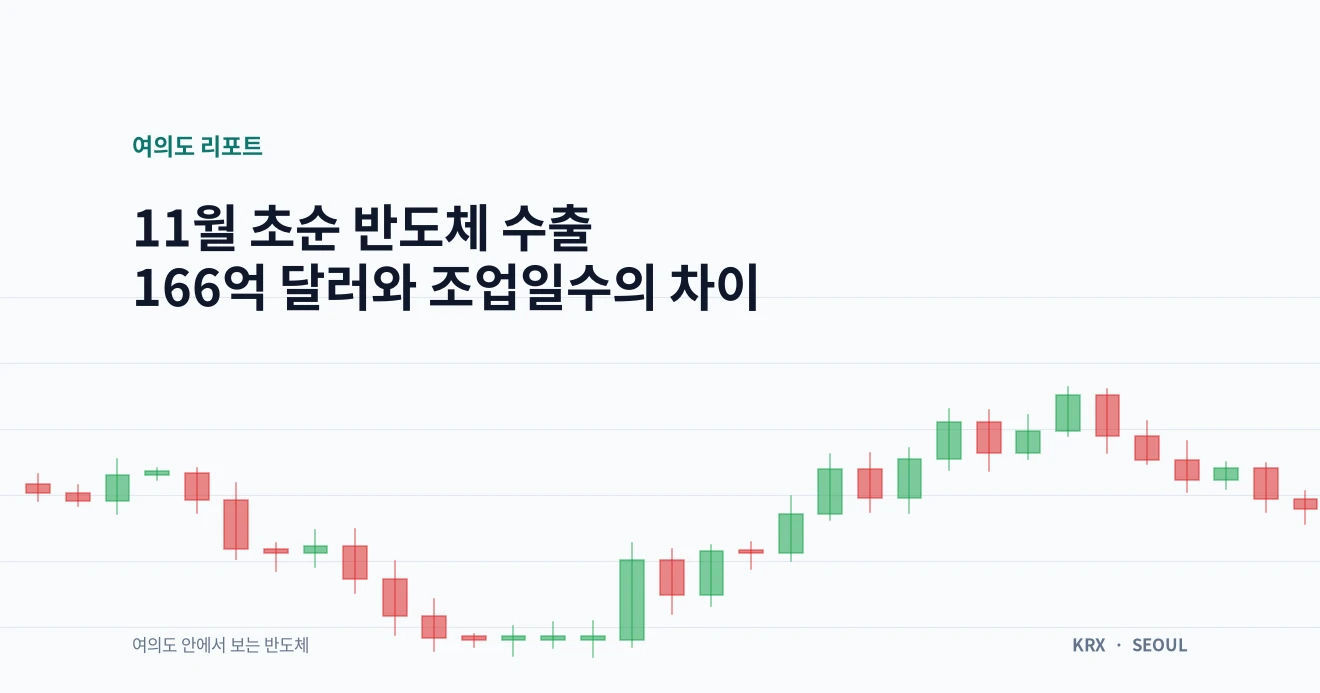 여의도 리포트
11월 초순 반도체 수출
166억 달러와 조업일수의 차이
여의도 안에서 보는 반도체
KRX · SEOUL